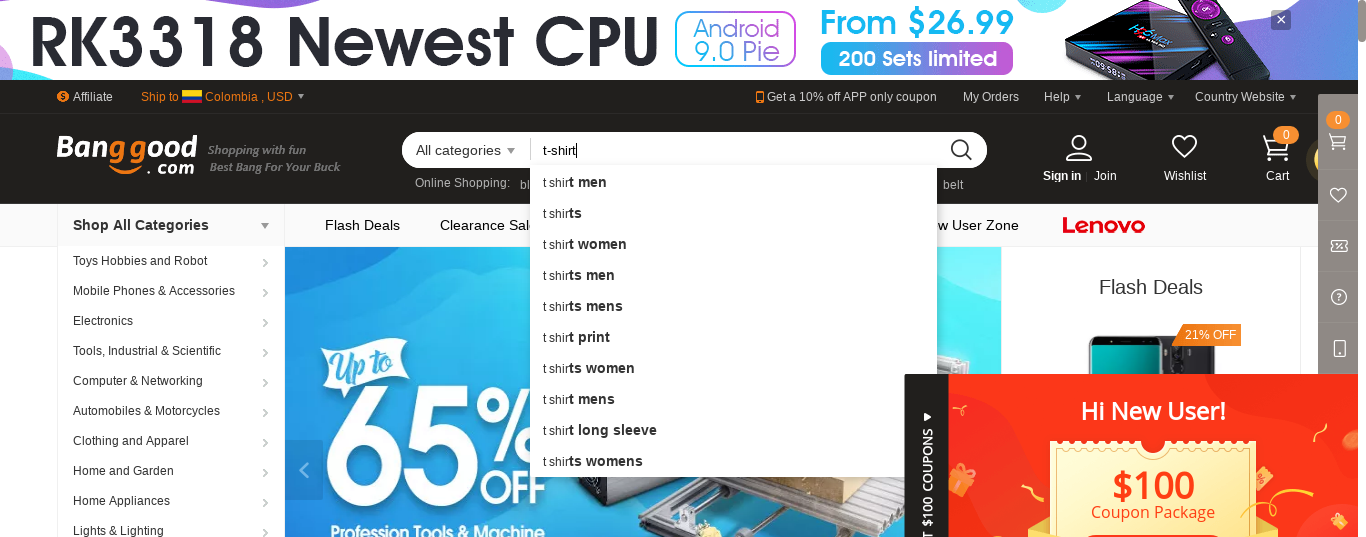 RK3318 Newest CPU
Android
9.0 Pie
From $26.99
200 Sets limited
H96Max
09:58
Affiliate
Ship to Colombia , USD
Get a 10% off APP only coupon
My Orders
Help
Language
Country Website
Banggood
.com
Shopping with fun
Best Bang For Your Buck
All categories
t-shirt
0
0
Sign in
Join
Wishlist
Cart
Online Shopping:
bl
belt
t shirt men
t shirts
t shirt women
t shirts men
t shirts mens
t shirt print
t shirts women
t shirt mens
t shirt long sleeve
t shirts womens
Shop All Categories
Flash Deals
Clearance Sal
w User Zone
Lenovo
Toys Hobbies and Robot
Mobile Phones & Accessories
Electronics
Tools, Industrial & Scientific
Computer & Networking
Automobiles & Motorcycles
Clothing and Apparel
Home and Garden
Home Appliances
Lights & Lighting
Up to
65%
OFF
Profession Tools & Machine
Flash Deals
21% OFF
T $100 COUPONS
Hi New User!
$100
Coupon Package